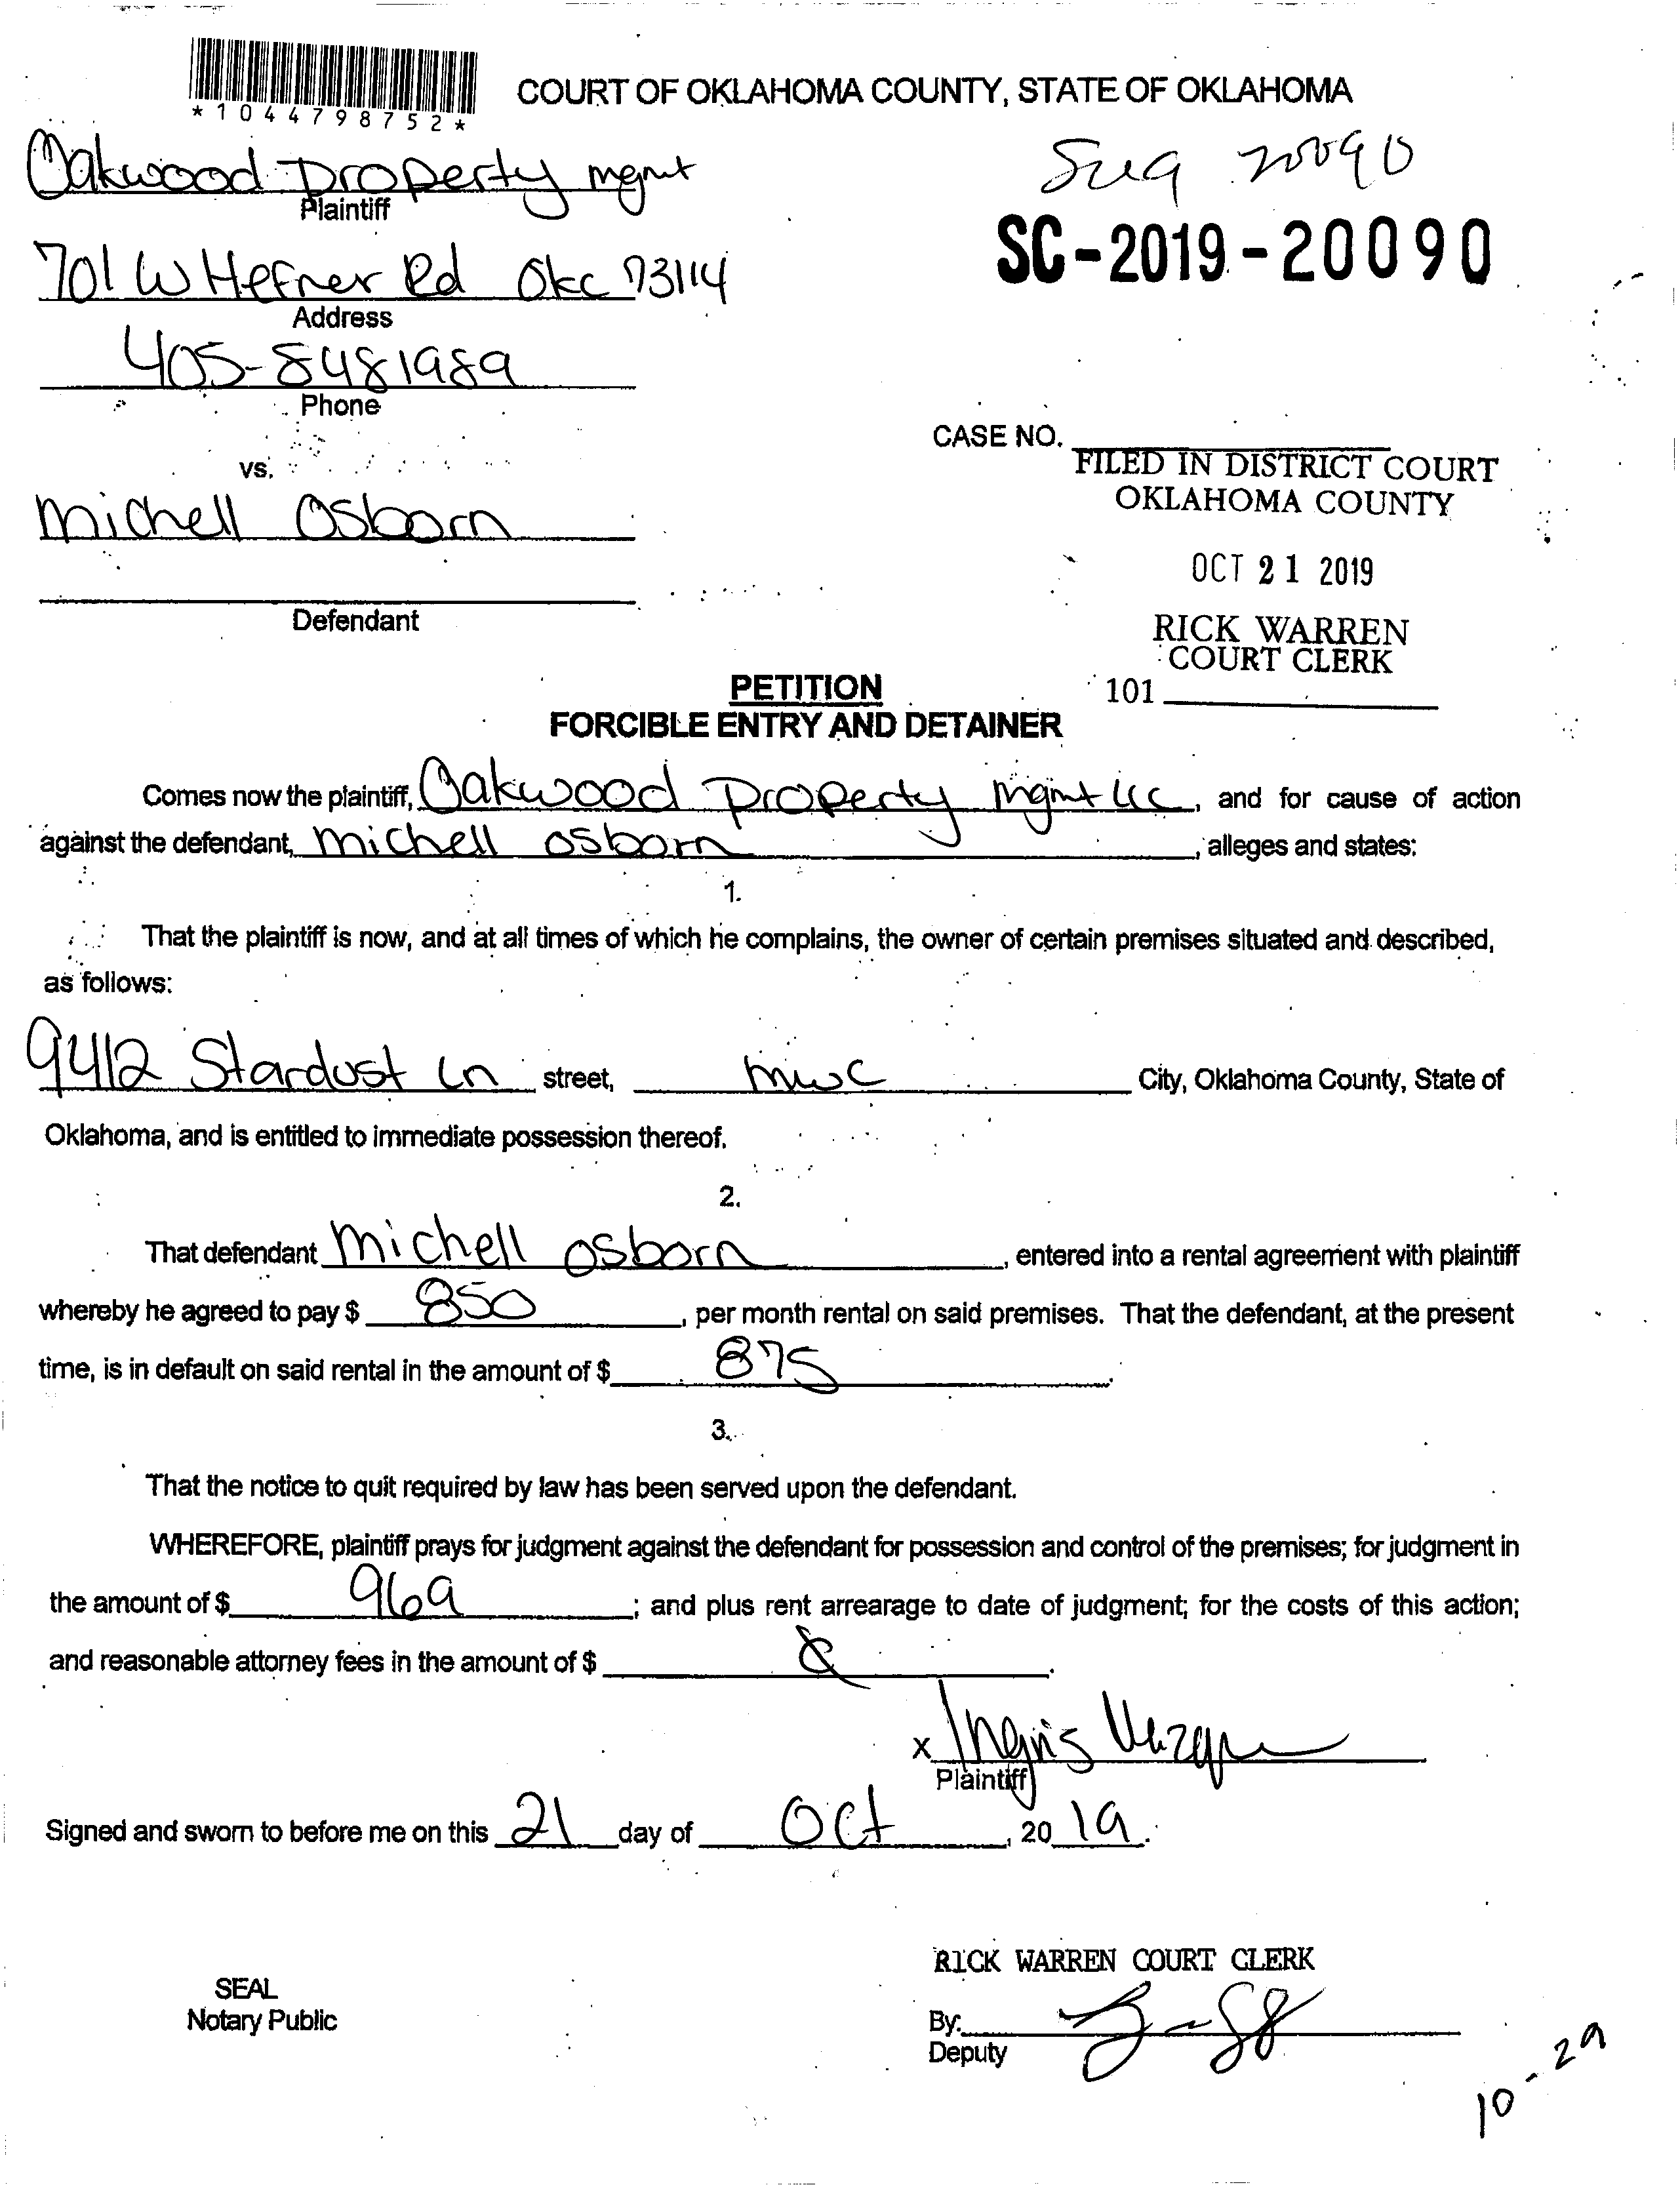 *1044798752*
COURT OF OKLAHOMA COUNTY, STATE OF OKLAHOMA
Oakwood Property mgmt
Plaintiff
20090
SC-2019-20090
701 W Hefner Rd Okc 73114
Address
405-8481989
Phone
CASE NO.
FILED IN DISTRICT COURT
OKLAHOMA COUNTY
vs.
Michell Osborn
OCT 21 2019
Defendant
RICK WARREN
COURT CLERK
101
PETITION
FORCIBLE ENTRY AND DETAINER
Comes now the plaintiff, Oakwood Property Mgmt LLC, and for cause of action
against the defendant, Michell Osborn, alleges and states:
1.
That the plaintiff is now, and at all times of which he complains, the owner of certain premises situated and described,
as follows:
9412 Stardust Ln street, MWC City, Oklahoma County, State of
Oklahoma, and is entitled to immediate possession thereof.
2.
That defendant Michell Osborn, entered into a rental agreement with plaintiff
whereby he agreed to pay $ 850, per month rental on said premises. That the defendant, at the present
time, is in default on said rental in the amount of $ 875.
3.
That the notice to quit required by law has been served upon the defendant.
WHEREFORE, plaintiff prays for judgment against the defendant for possession and control of the premises; for judgment in
the amount of $ 969; and plus rent arrearage to date of judgment; for the costs of this action;
and reasonable attorney fees in the amount of $
X
Plaintiff
Signed and sworn to before me on this 21 day of Oct, 20 19.
RICK WARREN COURT CLERK
SEAL
Notary Public
By:
Deputy
10-29